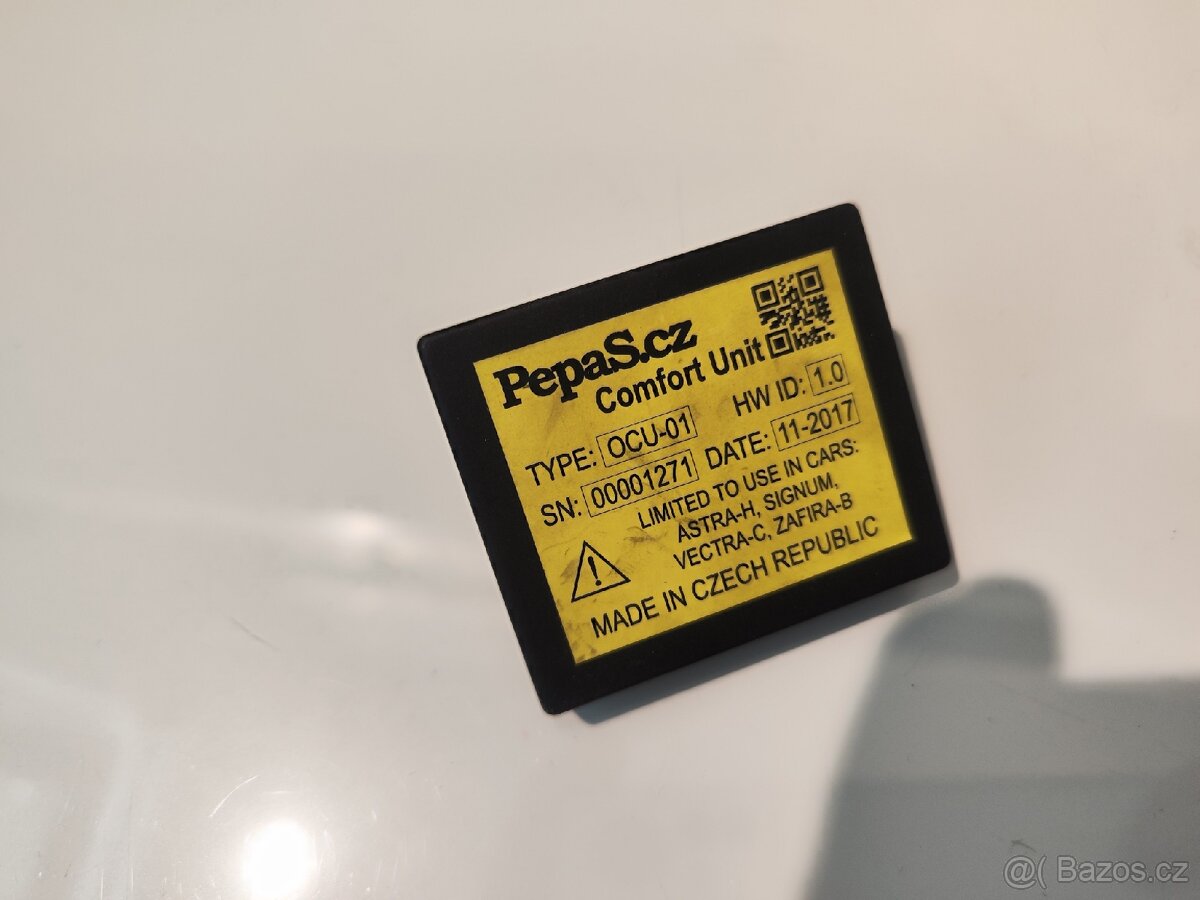 PepaS.cz
Comfort Unit
TYPE: OCU-01 HW ID: 1.0
SN: 00001271 DATE: 11-2017
LIMITED TO USE IN CARS:
ASTRA-H, SIGNUM,
VECTRA-C, ZAFIRA-B
MADE IN CZECH REPUBLIC
@( Bazos.cz